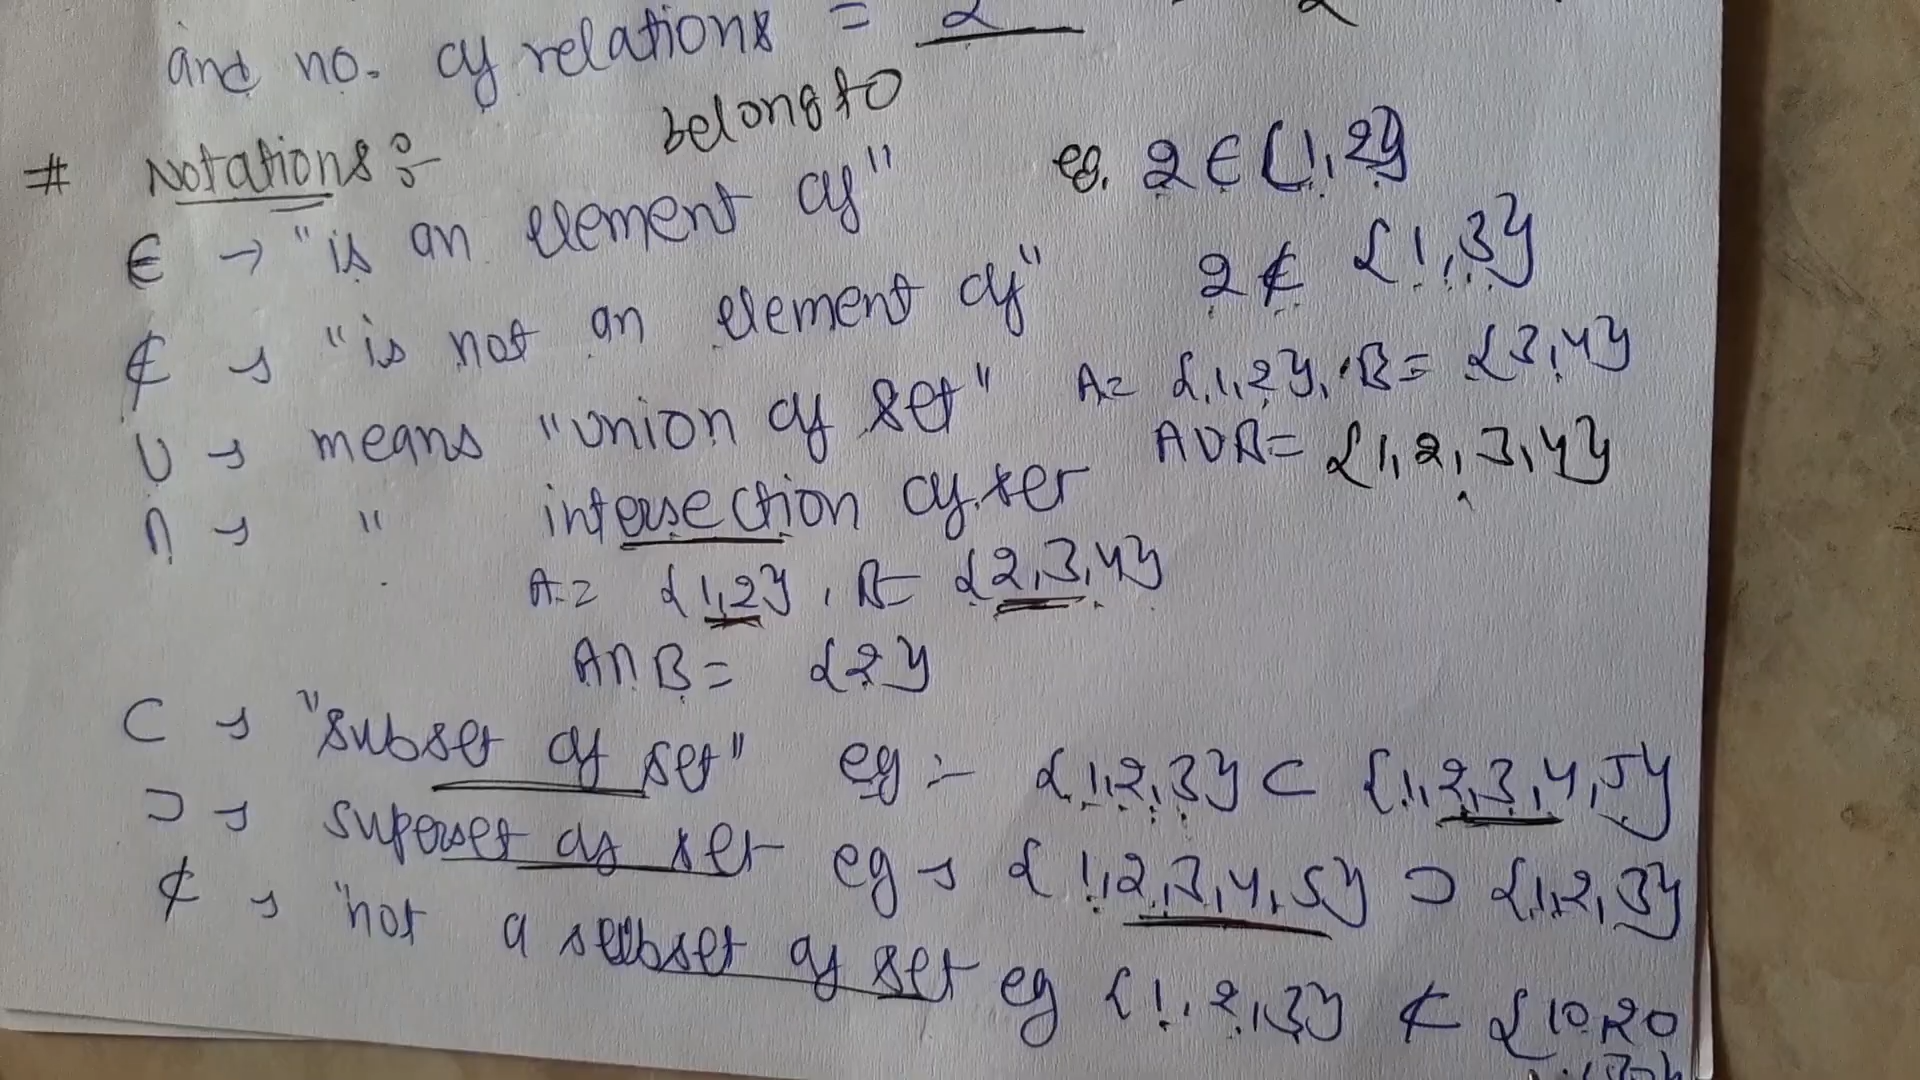 and no. of relations = 2
belong to
# Notations :-
∈ → "is an element of" eg. 2 ∈ {1,2}
∉ → "is not an element of" 2 ∉ {1,3}
∪ → means "union of set" A = {1,2}, B = {3,4}
A∪B = {1,2,3,4}
∩ → " intersection of set
A = {1,2}, B = {2,3,4}
A∩B = {2}
⊂ → "subset of set" eg :- {1,2,3} ⊂ {1,2,3,4,5}
⊃ → superset of set eg → {1,2,3,4,5} ⊃ {1,2,3}
⊄ → "not a subset of set eg {1,2,3} ⊄ {10,20